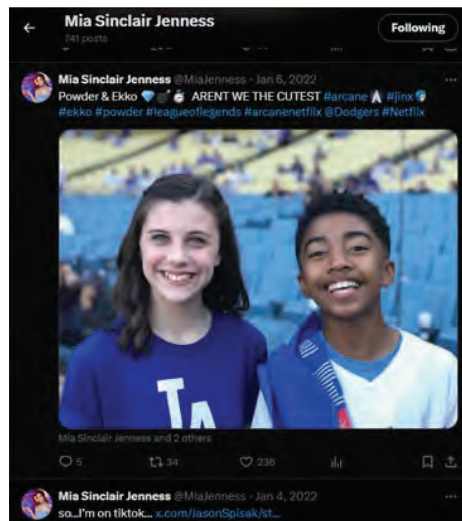 Mia Sinclair Jenness
741 posts
Following
Mia Sinclair Jenness @MiaJenness · Jan 6, 2022
Powder & Ekko 💎💣⏱ ARENT WE THE CUTEST #arcane #jinx
#ekko #powder #leagueoflegends #arcanenetflix @Dodgers #Netflix
LA
Mia Sinclair Jenness and 2 others
5 34 236
Mia Sinclair Jenness @MiaJenness · Jan 4, 2022
so...I'm on tiktok... x.com/JasonSpisak/st...